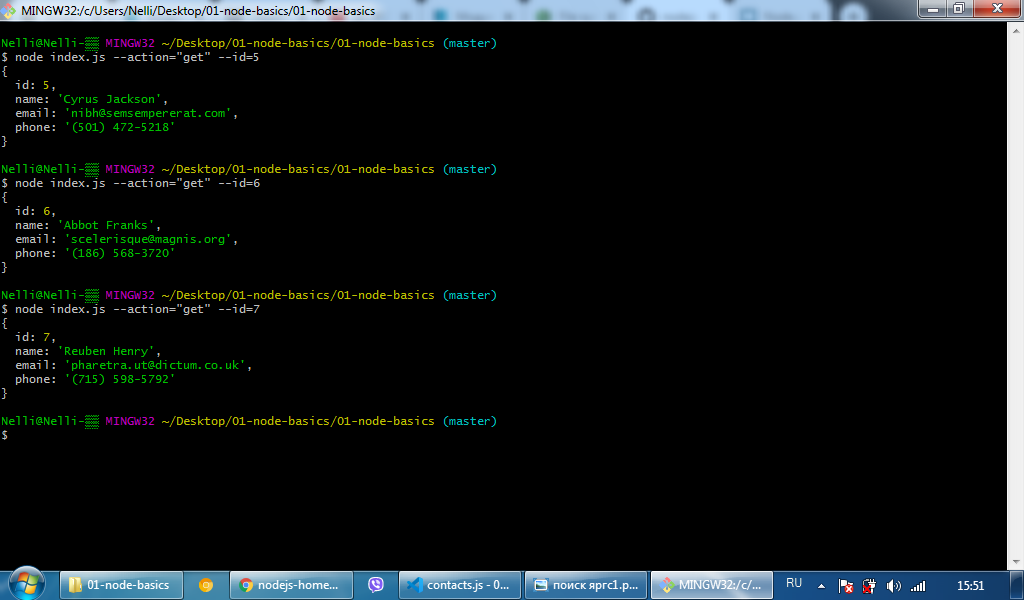 MINGW32:/c/Users/Nelli/Desktop/01-node-basics/01-node-basics
Nelli@Nelli-▒▒ MINGW32 ~/Desktop/01-node-basics/01-node-basics (master)
$ node index.js --action="get" --id=5
{
  id: 5,
  name: 'Cyrus Jackson',
  email: 'nibh@semsempererat.com',
  phone: '(501) 472-5218'
}
Nelli@Nelli-▒▒ MINGW32 ~/Desktop/01-node-basics/01-node-basics (master)
$ node index.js --action="get" --id=6
{
  id: 6,
  name: 'Abbot Franks',
  email: 'scelerisque@magnis.org',
  phone: '(186) 568-3720'
}
Nelli@Nelli-▒▒ MINGW32 ~/Desktop/01-node-basics/01-node-basics (master)
$ node index.js --action="get" --id=7
{
  id: 7,
  name: 'Reuben Henry',
  email: 'pharetra.ut@dictum.co.uk',
  phone: '(715) 598-5792'
}
Nelli@Nelli-▒▒ MINGW32 ~/Desktop/01-node-basics/01-node-basics (master)
$
01-node-basics nodejs-home... contacts.js - 0... поиск яргс1.p... MINGW32:/c/... RU 15:51